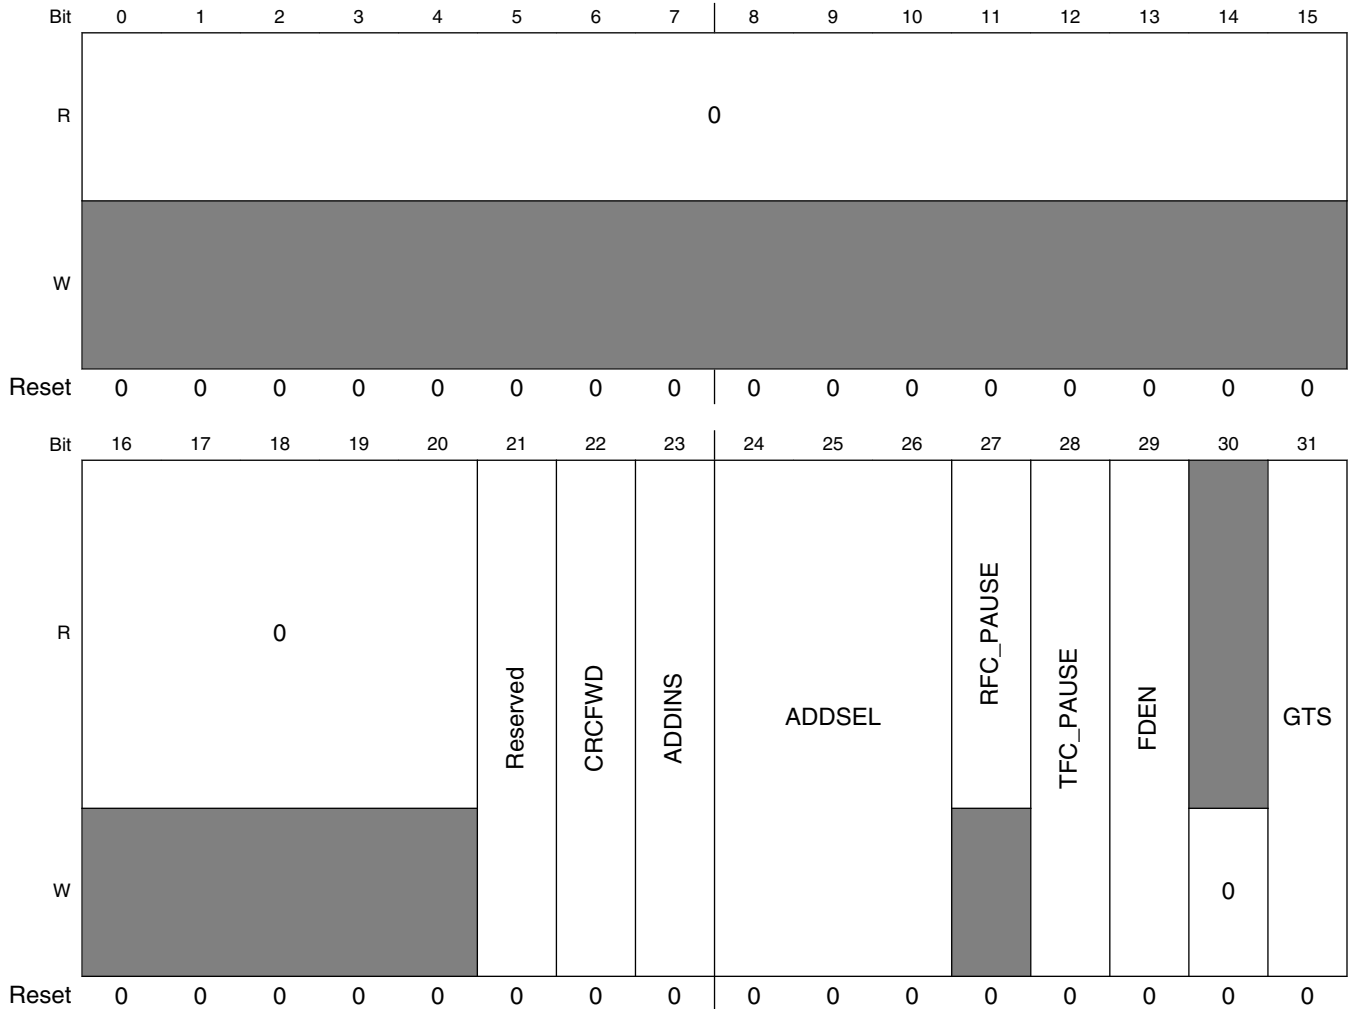 Bit 0 1 2 3 4 5 6 7 8 9 10 11 12 13 14 15
R 0
W
Reset 0 0 0 0 0 0 0 0 0 0 0 0 0 0 0 0
Bit 16 17 18 19 20 21 22 23 24 25 26 27 28 29 30 31
R 0 Reserved CRCFWD ADDINS ADDSEL RFC_PAUSE TFC_PAUSE FDEN GTS
W 0
Reset 0 0 0 0 0 0 0 0 0 0 0 0 0 0 0 0